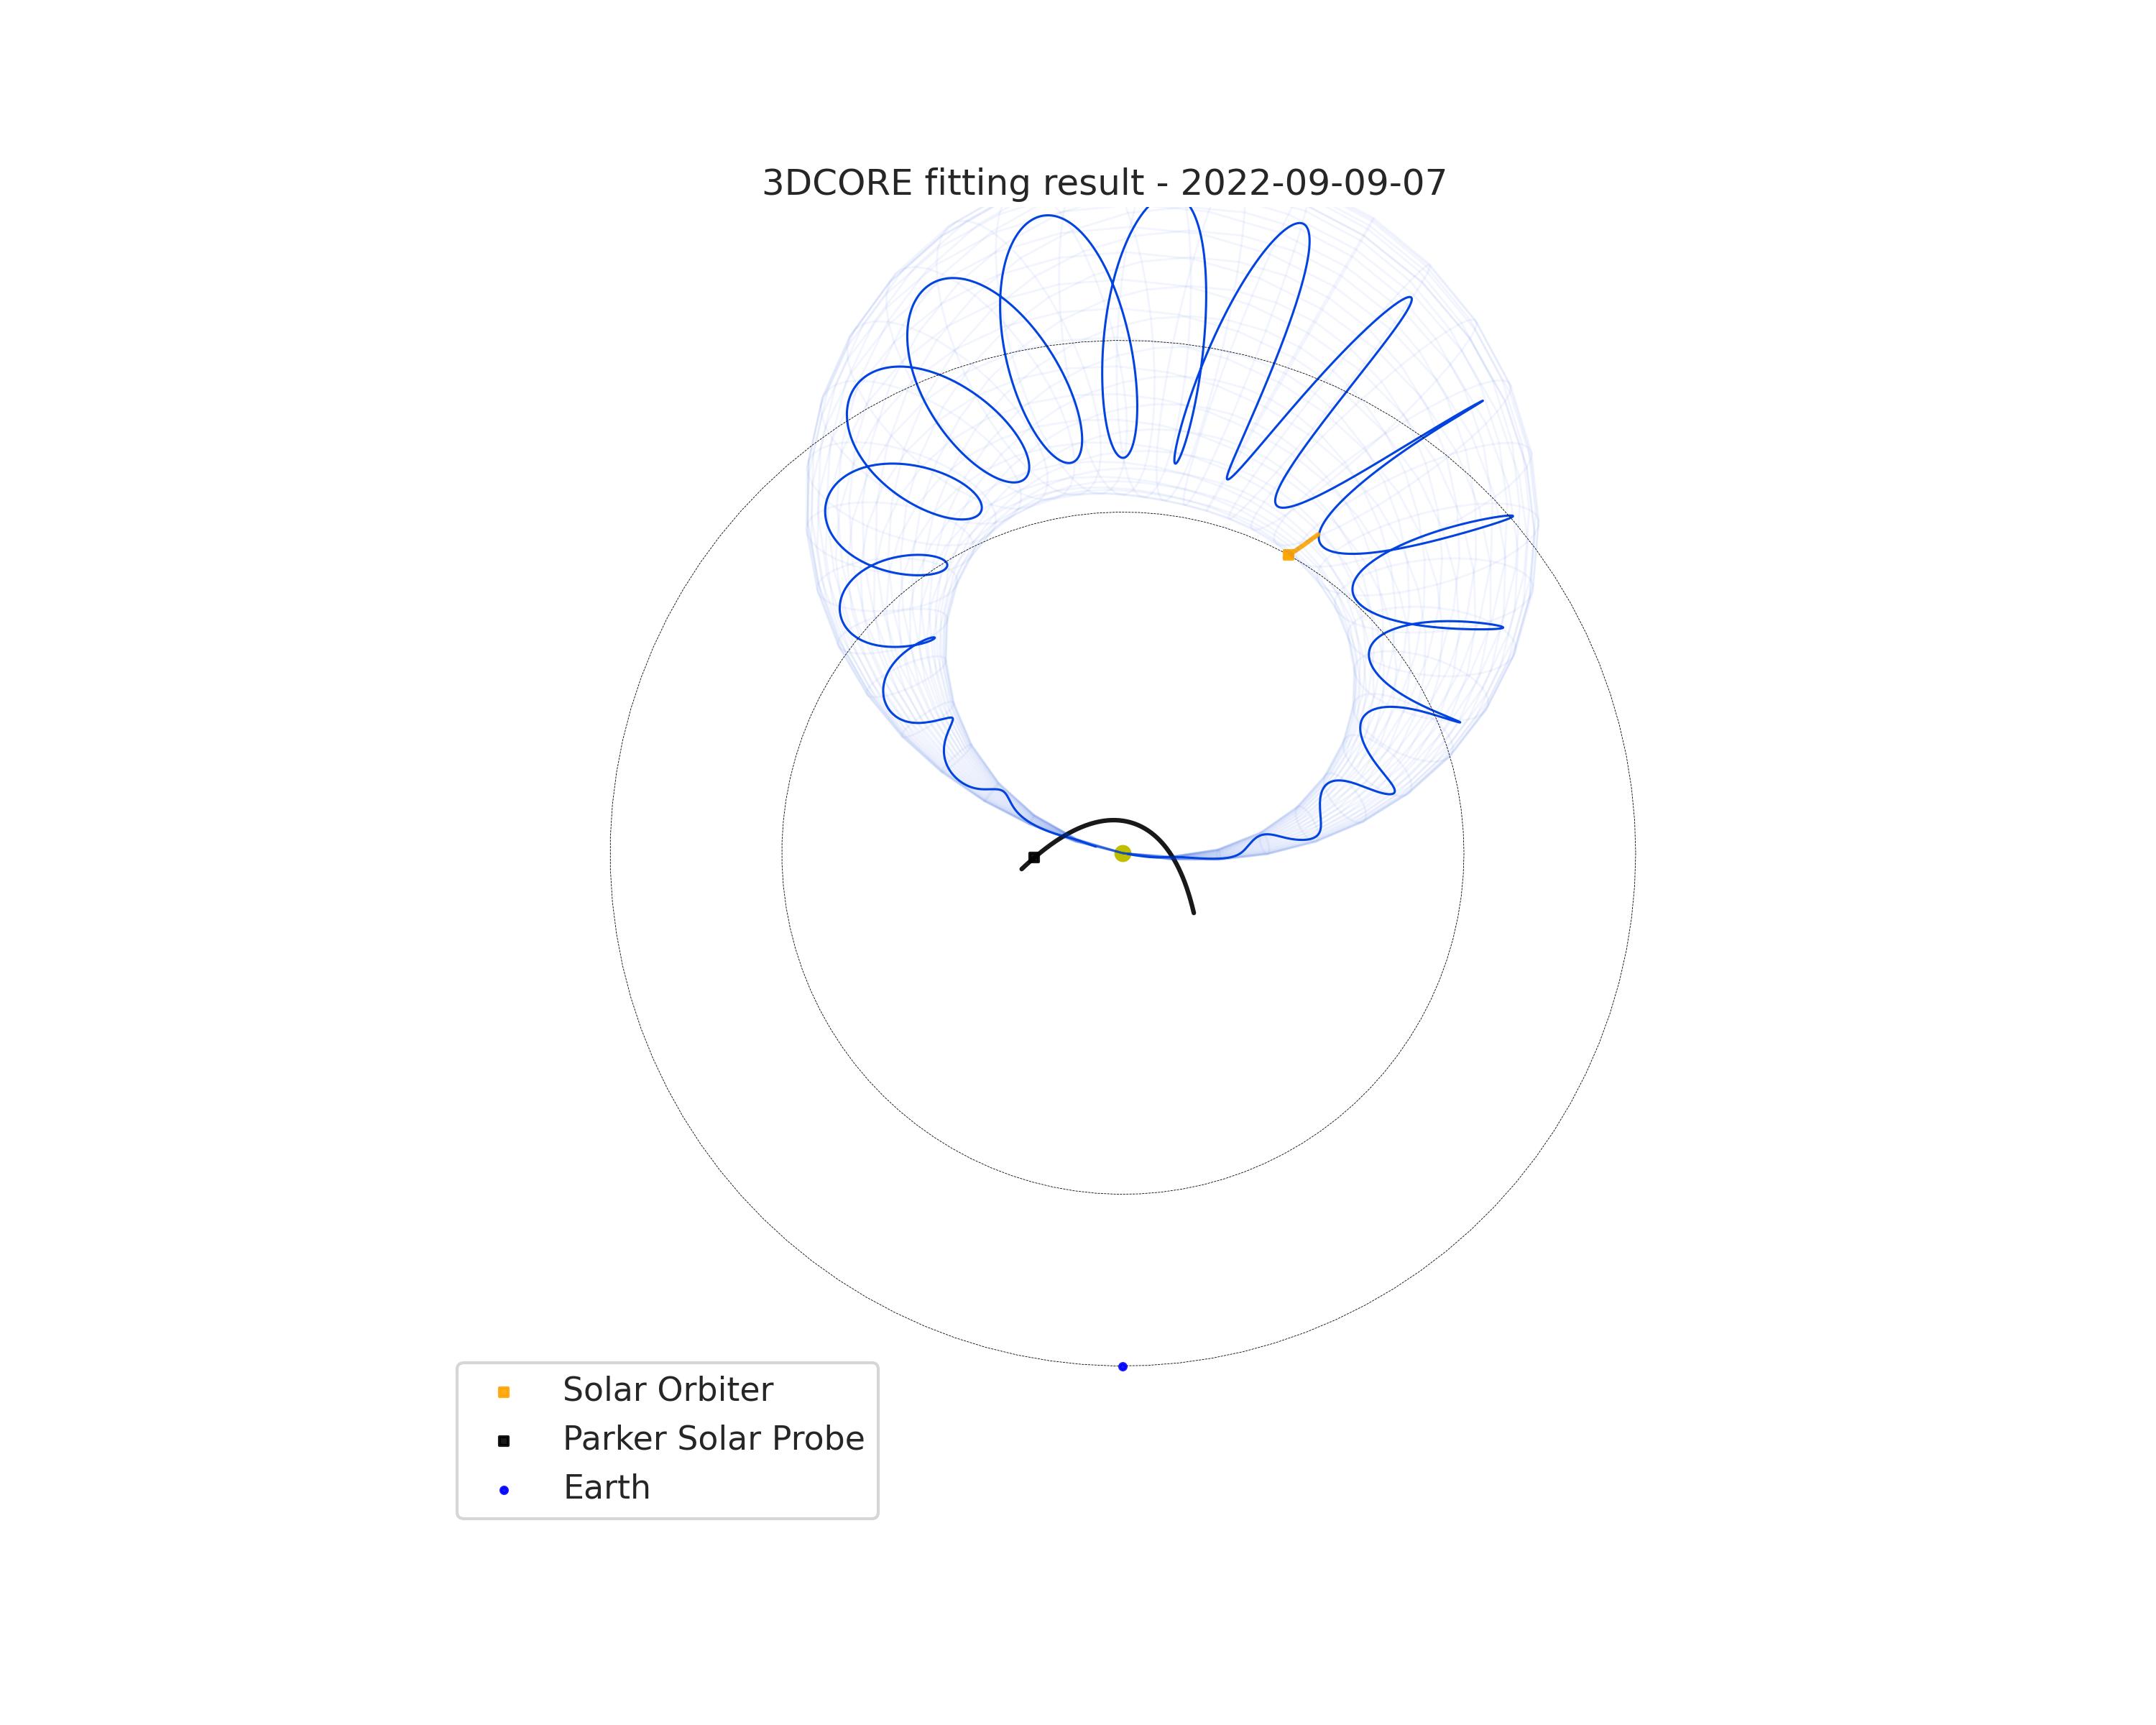 3DCORE fitting result - 2022-09-09-07
Solar Orbiter
Parker Solar Probe
Earth